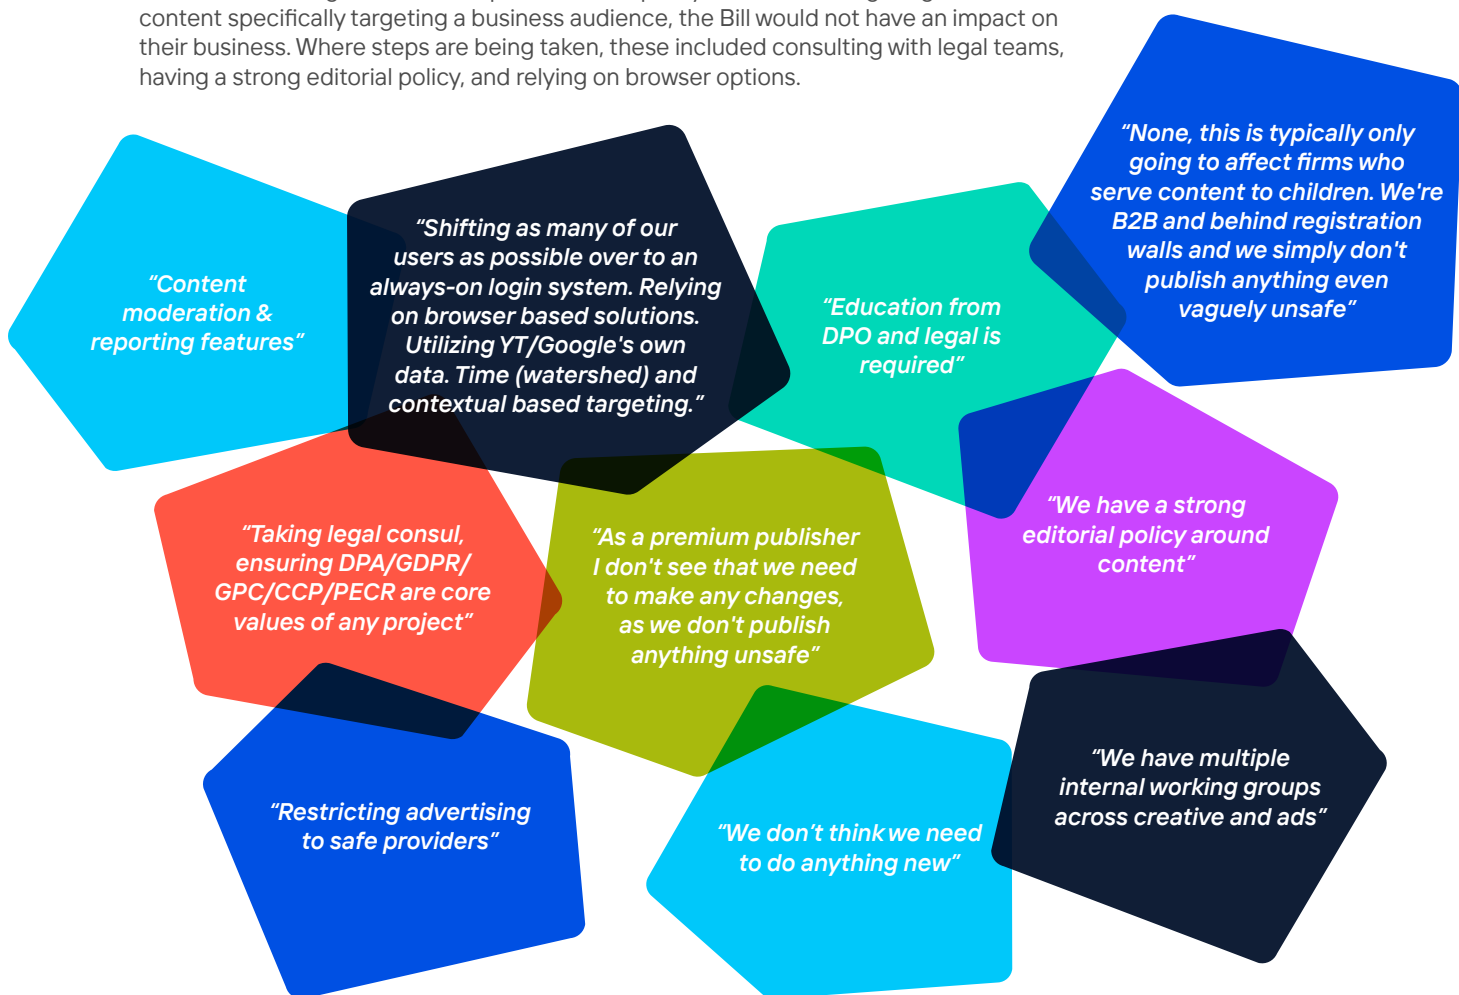 content specifically targeting a business audience, the Bill would not have an impact on
their business. Where steps are being taken, these included consulting with legal teams,
having a strong editorial policy, and relying on browser options.
“None, this is typically only
going to affect firms who
serve content to children. We're
B2B and behind registration
walls and we simply don't
publish anything even
vaguely unsafe”
“Content
moderation &
reporting features”
“Shifting as many of our
users as possible over to an
always-on login system. Relying
on browser based solutions.
Utilizing YT/Google's own
data. Time (watershed) and
contextual based targeting.”
“Education from
DPO and legal is
required”
“Taking legal consul,
ensuring DPA/GDPR/
GPC/CCP/PECR are core
values of any project”
“As a premium publisher
I don't see that we need
to make any changes,
as we don't publish
anything unsafe”
“We have a strong
editorial policy around
content”
“Restricting advertising
to safe providers”
“We don’t think we need
to do anything new”
“We have multiple
internal working groups
across creative and ads”